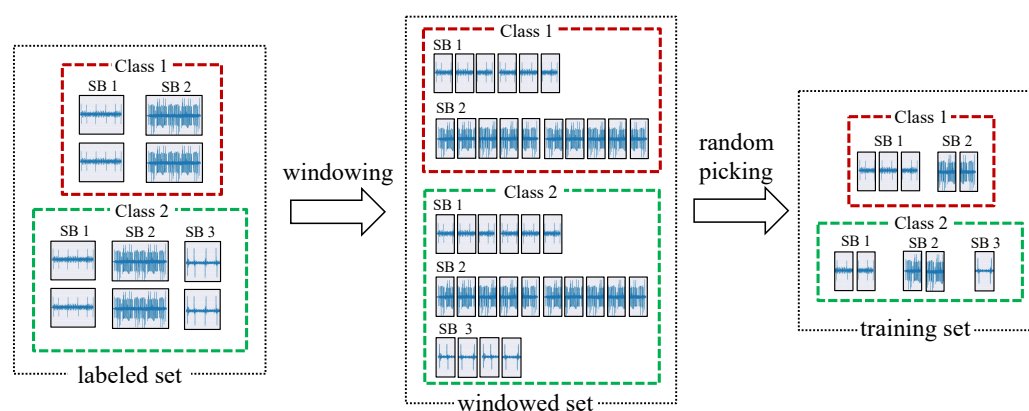 Class 1
SB 1
SB 2
Class 2
SB 1
SB 2
SB 3
labeled set
windowing
Class 1
SB 1
SB 2
Class 2
SB 1
SB 2
SB 3
windowed set
random
picking
Class 1
SB 1
SB 2
Class 2
SB 1
SB 2
SB 3
training set